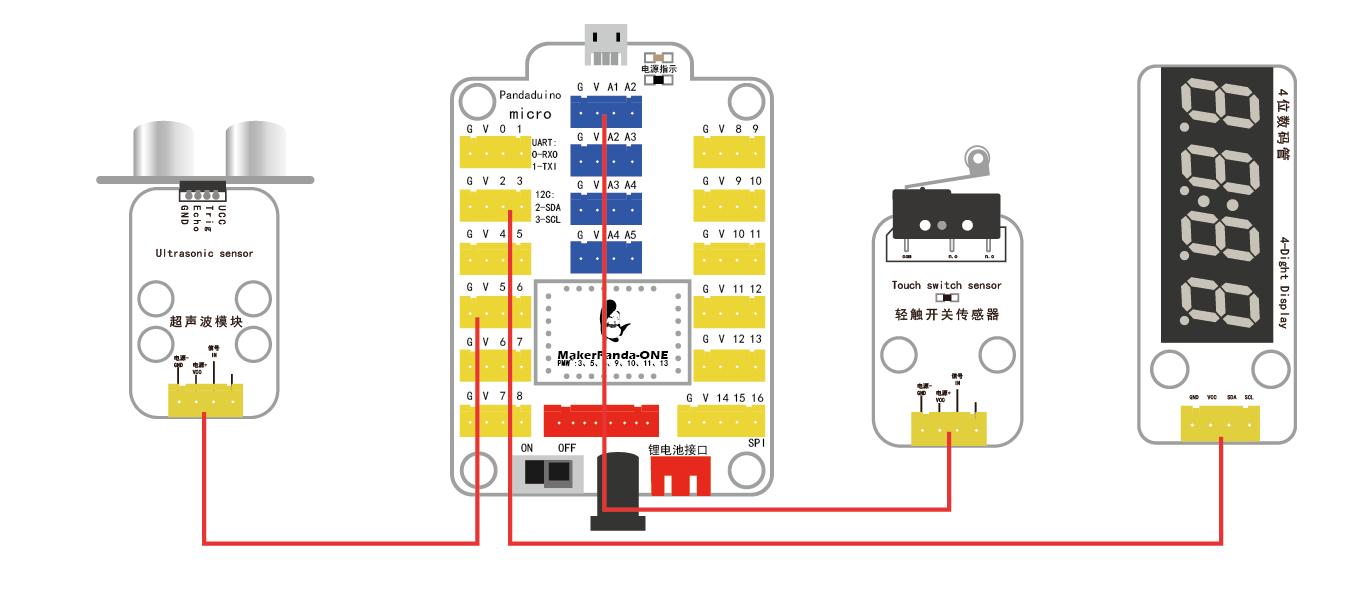 VCC
Trig
Echo
GND
Ultrasonic sensor
超声波模块
电源-
GND
电源+
VCC
信号
IN
电源指示
Pandaduino
micro
G V A1 A2
G V 0 1
UART:
0-RX0
1-TX1
G V A2 A3
G V 2 3
I2C:
2-SDA
3-SCL
G V A3 A4
G V 4 5
G V A4 A5
G V 5 6
G V 6 7
G V 7 8
G V 8 9
G V 9 10
G V 10 11
G V 11 12
G V 12 13
G V 14 15 16
SPI
MakerPanda-ONE
PMW :3、5、6、9、10、11、13
ON OFF
锂电池接口
com
n.o
n.c
Touch switch sensor
轻触开关传感器
电源-
GND
电源+
VCC
信号
IN
4位数码管
4-Dight Display
GND VCC SDA SCL